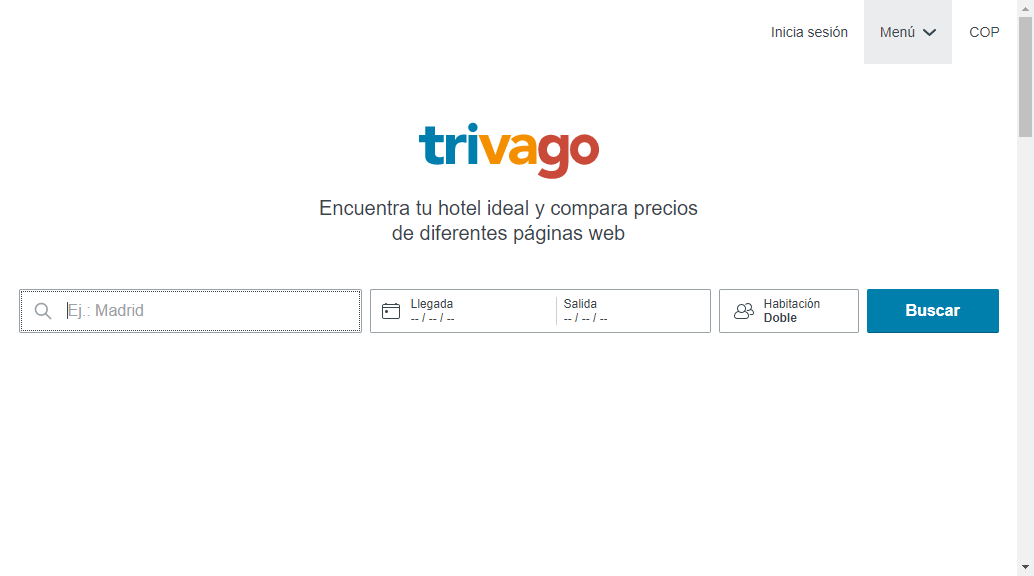 Inicia sesión
Menú
COP
trivago
Encuentra tu hotel ideal y compara precios
de diferentes páginas web
Ej.: Madrid
Llegada
-- / -- / --
Salida
-- / -- / --
Habitación
Doble
Buscar